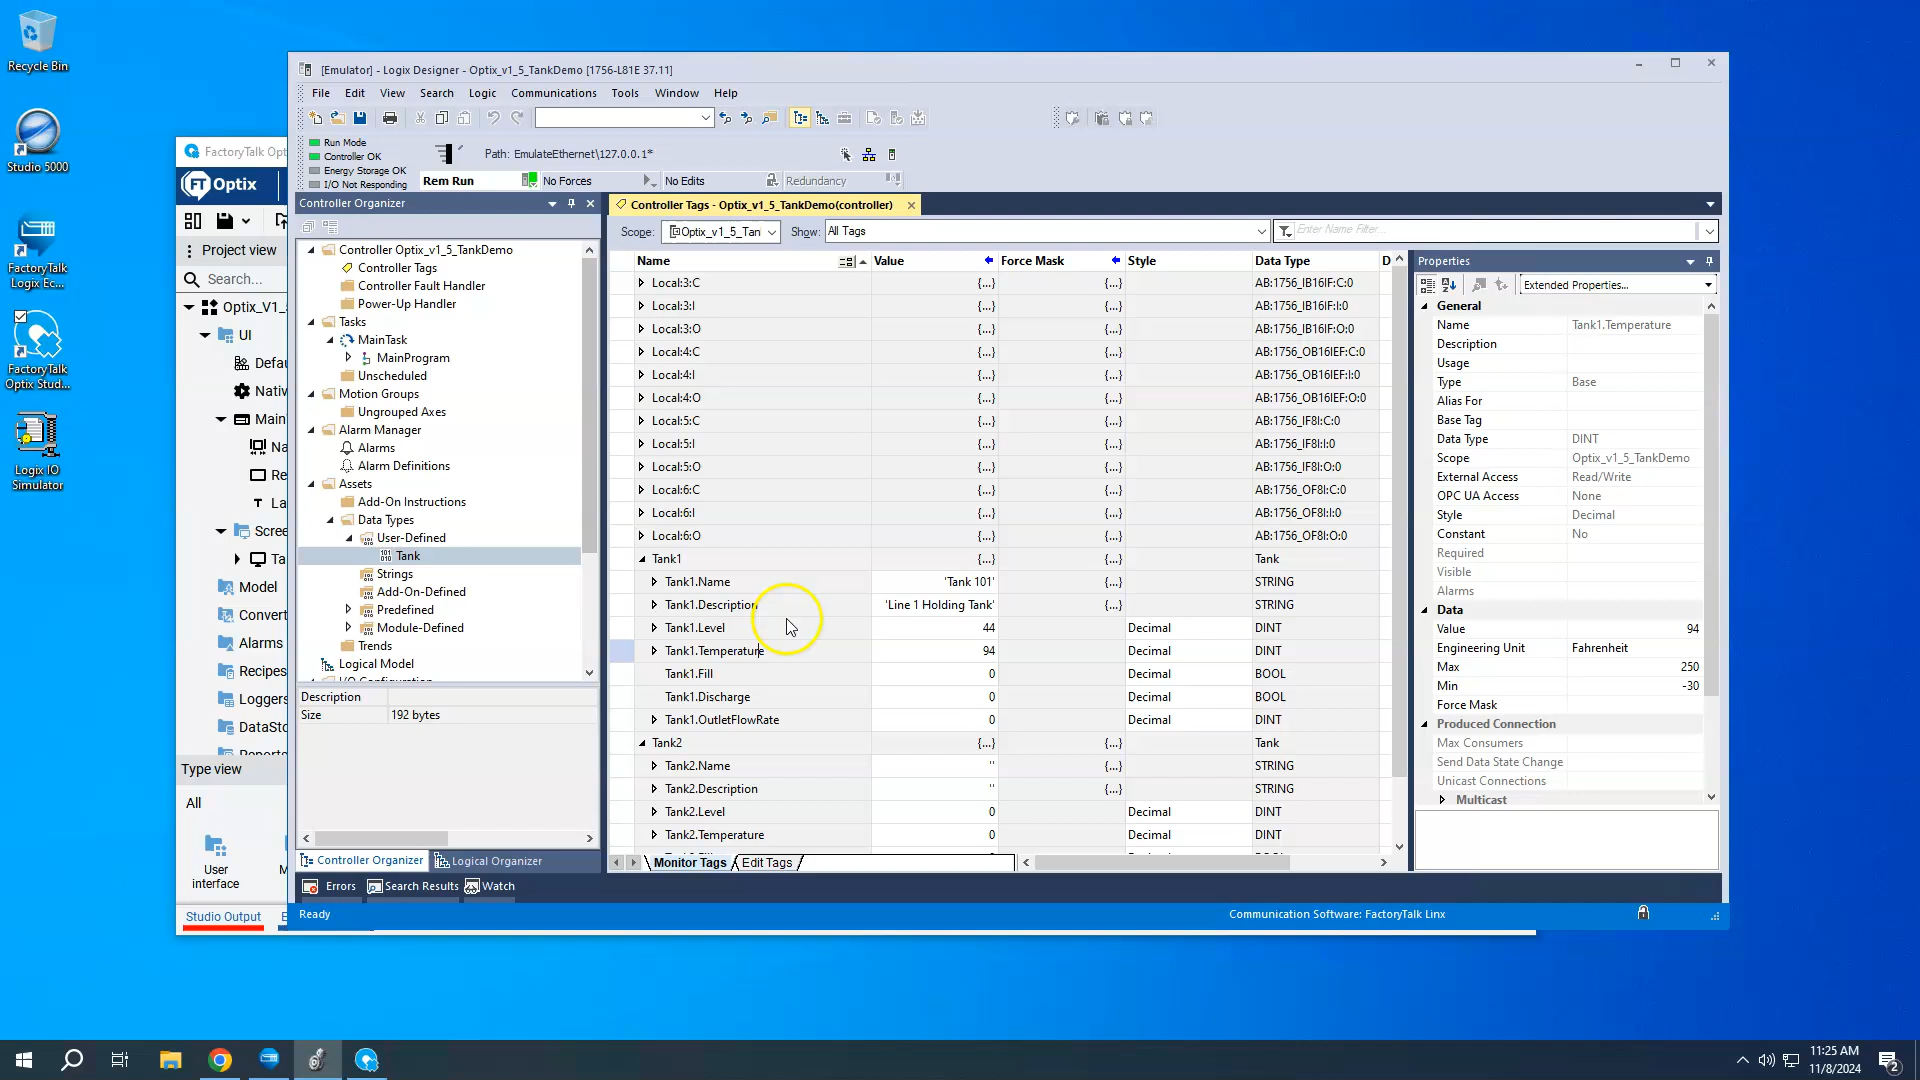 Recycle Bin
Studio 5000
FactoryTalk
Logix Ec...
FactoryTalk
Optix Stud...
Logix IO
Simulator
FactoryTalk Opt
FT Optix
Project view
Search...
Optix_V1_5
UI
Defau
Nativ
Main
Na
Re
La
Scree
Ta
Model
Convert
Alarms
Recipes
Loggers
DataSto
Reports
Type view
All
User
interface
M
Studio Output
E
[Emulator] - Logix Designer - Optix_v1_5_TankDemo [1756-L81E 37.11]
File Edit View Search Logic Communications Tools Window Help
Run Mode
Controller OK
Energy Storage OK
I/O Not Responding
Path: EmulateEthernet\127.0.0.1*
Rem Run No Forces No Edits Redundancy
Controller Organizer
Controller Optix_v1_5_TankDemo
Controller Tags
Controller Fault Handler
Power-Up Handler
Tasks
MainTask
MainProgram
Unscheduled
Motion Groups
Ungrouped Axes
Alarm Manager
Alarms
Alarm Definitions
Assets
Add-On Instructions
Data Types
User-Defined
Tank
Strings
Add-On-Defined
Predefined
Module-Defined
Trends
Logical Model
I/O Configuration
Description
Size 192 bytes
Controller Organizer Logical Organizer
Errors Search Results Watch
Ready
Communication Software: FactoryTalk Linx
Controller Tags - Optix_v1_5_TankDemo(controller)
Scope: Optix_v1_5_Tan Show: All Tags Enter Name Filter...
Name Value Force Mask Style Data Type D
Local:3:C {...} {...} AB:1756_IB16IF:C:0
Local:3:I {...} {...} AB:1756_IB16IF:I:0
Local:3:O {...} {...} AB:1756_IB16IF:O:0
Local:4:C {...} {...} AB:1756_OB16IEF:C:0
Local:4:I {...} {...} AB:1756_OB16IEF:I:0
Local:4:O {...} {...} AB:1756_OB16IEF:O:0
Local:5:C {...} {...} AB:1756_IF8I:C:0
Local:5:I {...} {...} AB:1756_IF8I:I:0
Local:5:O {...} {...} AB:1756_IF8I:O:0
Local:6:C {...} {...} AB:1756_OF8I:C:0
Local:6:I {...} {...} AB:1756_OF8I:I:0
Local:6:O {...} {...} AB:1756_OF8I:O:0
Tank1 {...} {...} Tank
Tank1.Name 'Tank 101' {...} STRING
Tank1.Description 'Line 1 Holding Tank' {...} STRING
Tank1.Level 44 Decimal DINT
Tank1.Temperature 94 Decimal DINT
Tank1.Fill 0 Decimal BOOL
Tank1.Discharge 0 Decimal BOOL
Tank1.OutletFlowRate 0 Decimal DINT
Tank2 {...} {...} Tank
Tank2.Name '' {...} STRING
Tank2.Description '' {...} STRING
Tank2.Level 0 Decimal DINT
Tank2.Temperature 0 Decimal DINT
Monitor Tags Edit Tags
Properties
Extended Properties...
General
Name Tank1.Temperature
Description
Usage
Type Base
Alias For
Base Tag
Data Type DINT
Scope Optix_v1_5_TankDemo
External Access Read/Write
OPC UA Access None
Style Decimal
Constant No
Required
Visible
Alarms
Data
Value 94
Engineering Unit Fahrenheit
Max 250
Min -30
Force Mask
Produced Connection
Max Consumers
Send Data State Change
Unicast Connections
Multicast
11:25 AM
11/8/2024
2